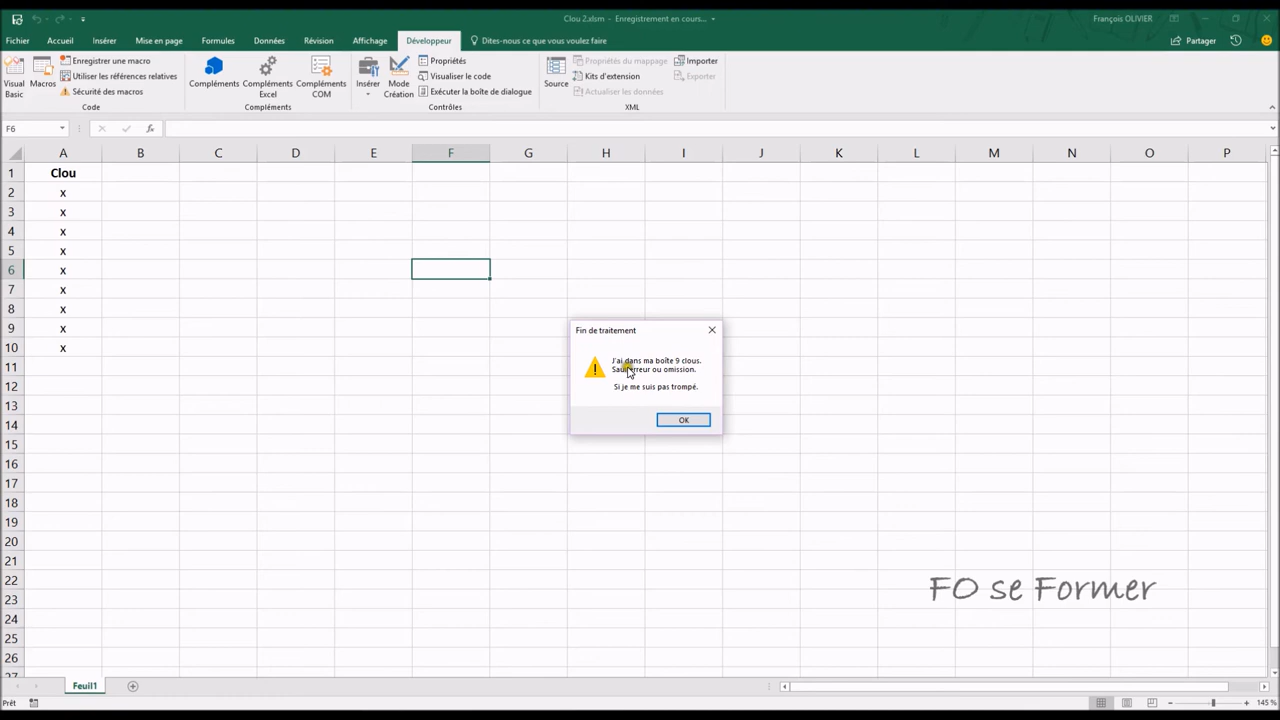 Clou 2.xlsm - Enregistrement en cours...
François OLIVIER
Fichier Accueil Insérer Mise en page Formules Données Révision Affichage Développeur Dites-nous ce que vous voulez faire Partager
Visual Basic
Macros
Enregistrer une macro
Utiliser les références relatives
Sécurité des macros
Code
Compléments
Compléments Excel
Compléments COM
Compléments
Insérer
Mode Création
Propriétés
Visualiser le code
Exécuter la boîte de dialogue
Contrôles
Source
Propriétés du mappage
Kits d'extension
Actualiser les données
Importer
Exporter
XML
F6 fx
A B C D E F G H I J K L M N O P
1 Clou
2 x
3 x
4 x
5 x
6 x
7 x
8 x
9 x
10 x
11
12
13
14
15
16
17
18
19
20
21
22
23
24
25
26
27
Fin de traitement
J'ai dans ma boîte 9 clous.
Sauf erreur ou omission.
Si je me suis pas trompé.
OK
FO se Former
Feuil1
Prêt
145 %